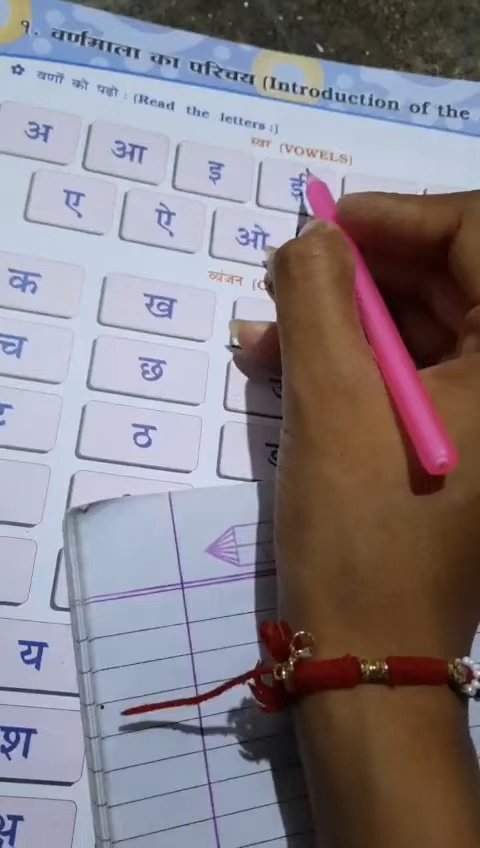 १. वर्णमाला का परिचय (Introduction of the
✿ वर्णों को पढ़ो : (Read the letters :)
स्वर (VOWELS)
अ आ इ ई
ए ऐ ओ
व्यंजन
क ख
च छ
ठ
य
श
क्ष